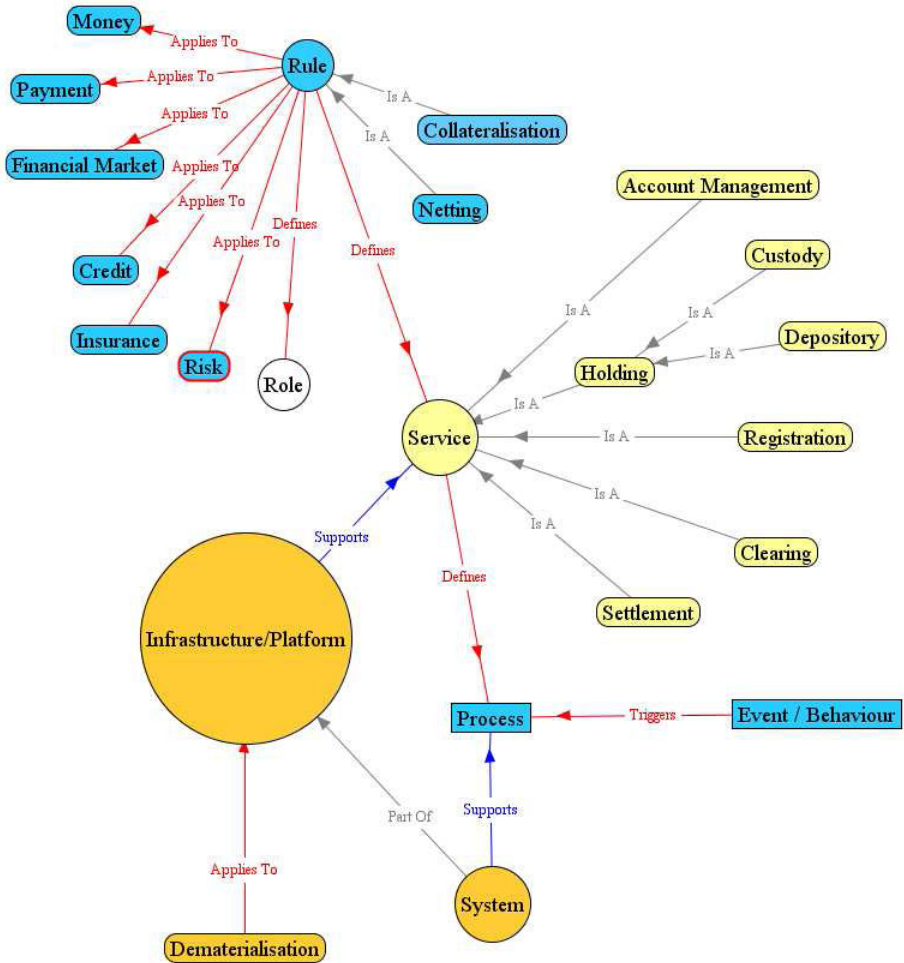 Money
Applies To
Rule
Payment
Applies To
Is A
Applies To
Collateralisation
Is A
Financial Market
Applies To
Account Management
Applies To
Netting
Defines
Applies To
Defines
Custody
Credit
Is A
Is A
Insurance
Depository
Is A
Risk
Holding
Role
Is A
Service
Is A
Registration
Is A
Is A
Supports
Clearing
Defines
Settlement
Infrastructure/Platform
Process
Triggers
Event / Behaviour
Part Of
Supports
Applies To
System
Dematerialisation